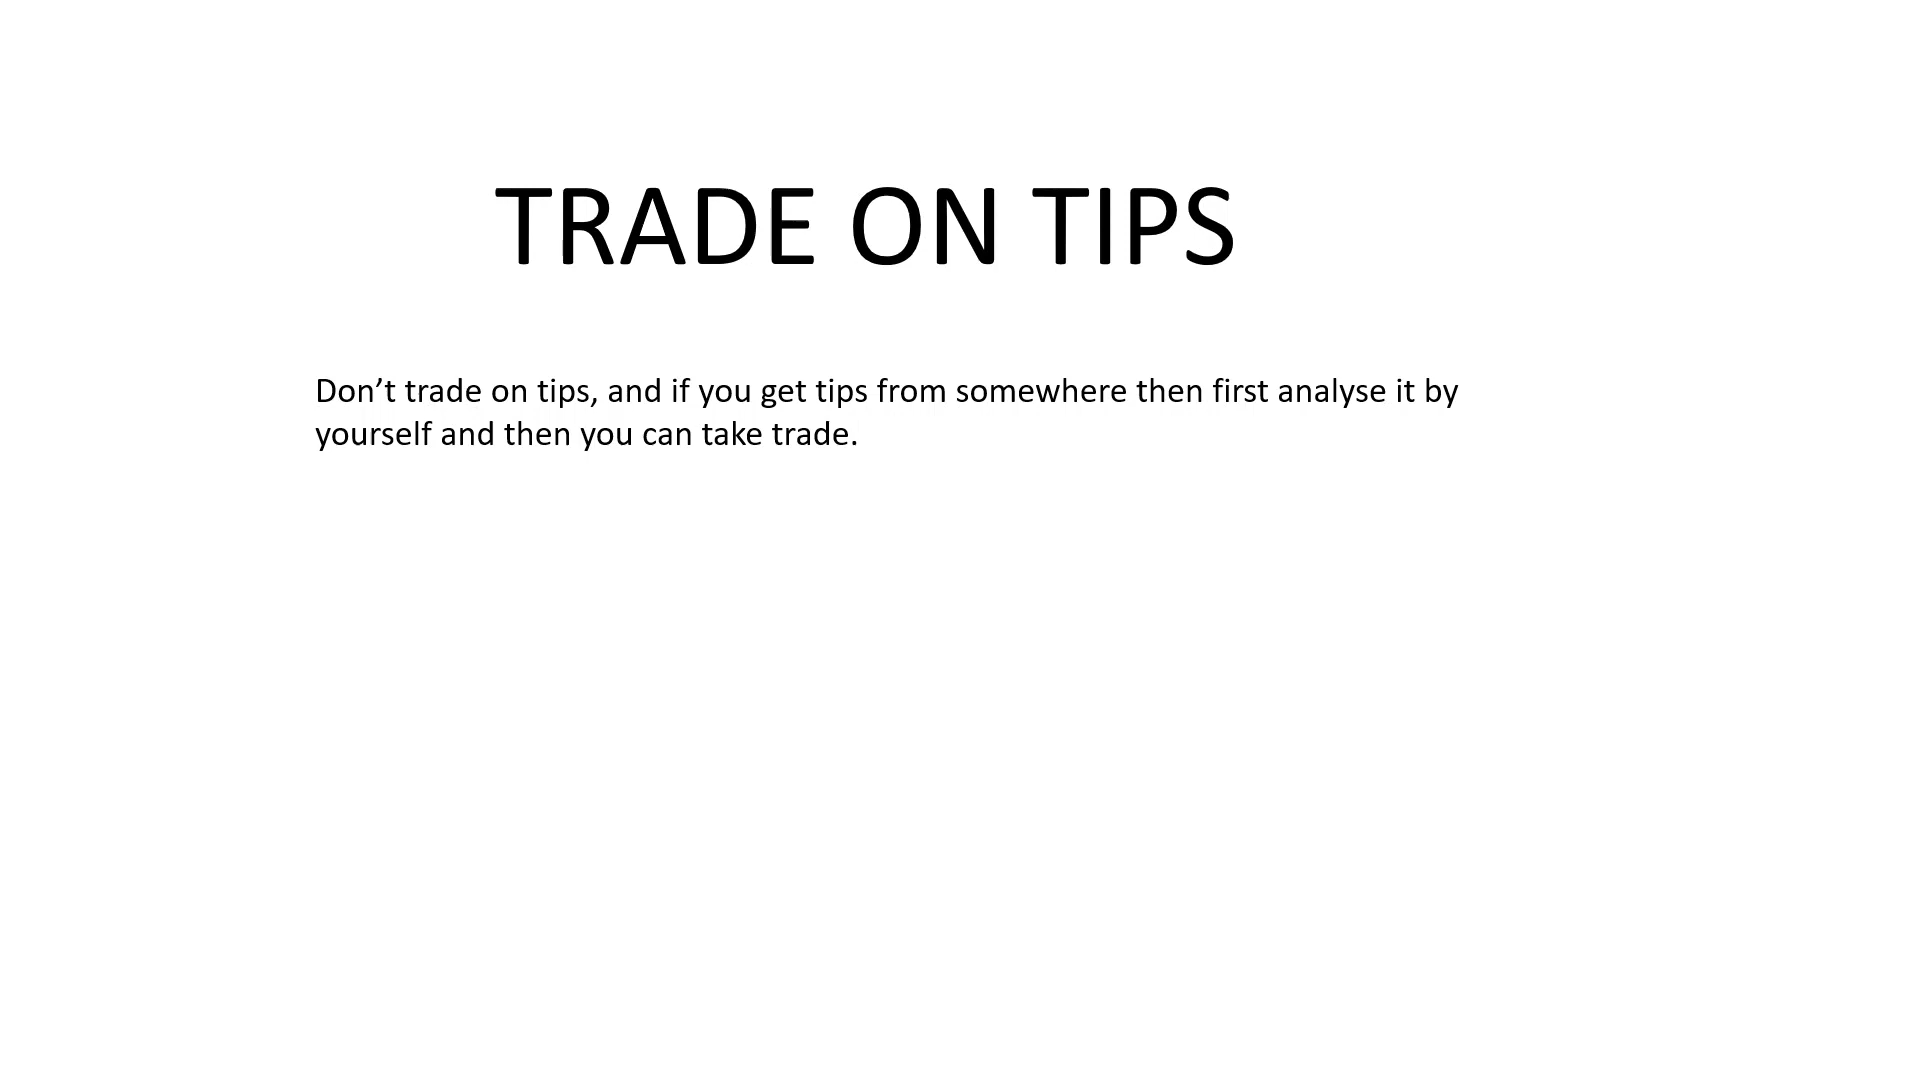 TRADE ON TIPS
Don’t trade on tips, and if you get tips from somewhere then first analyse it by
yourself and then you can take trade.